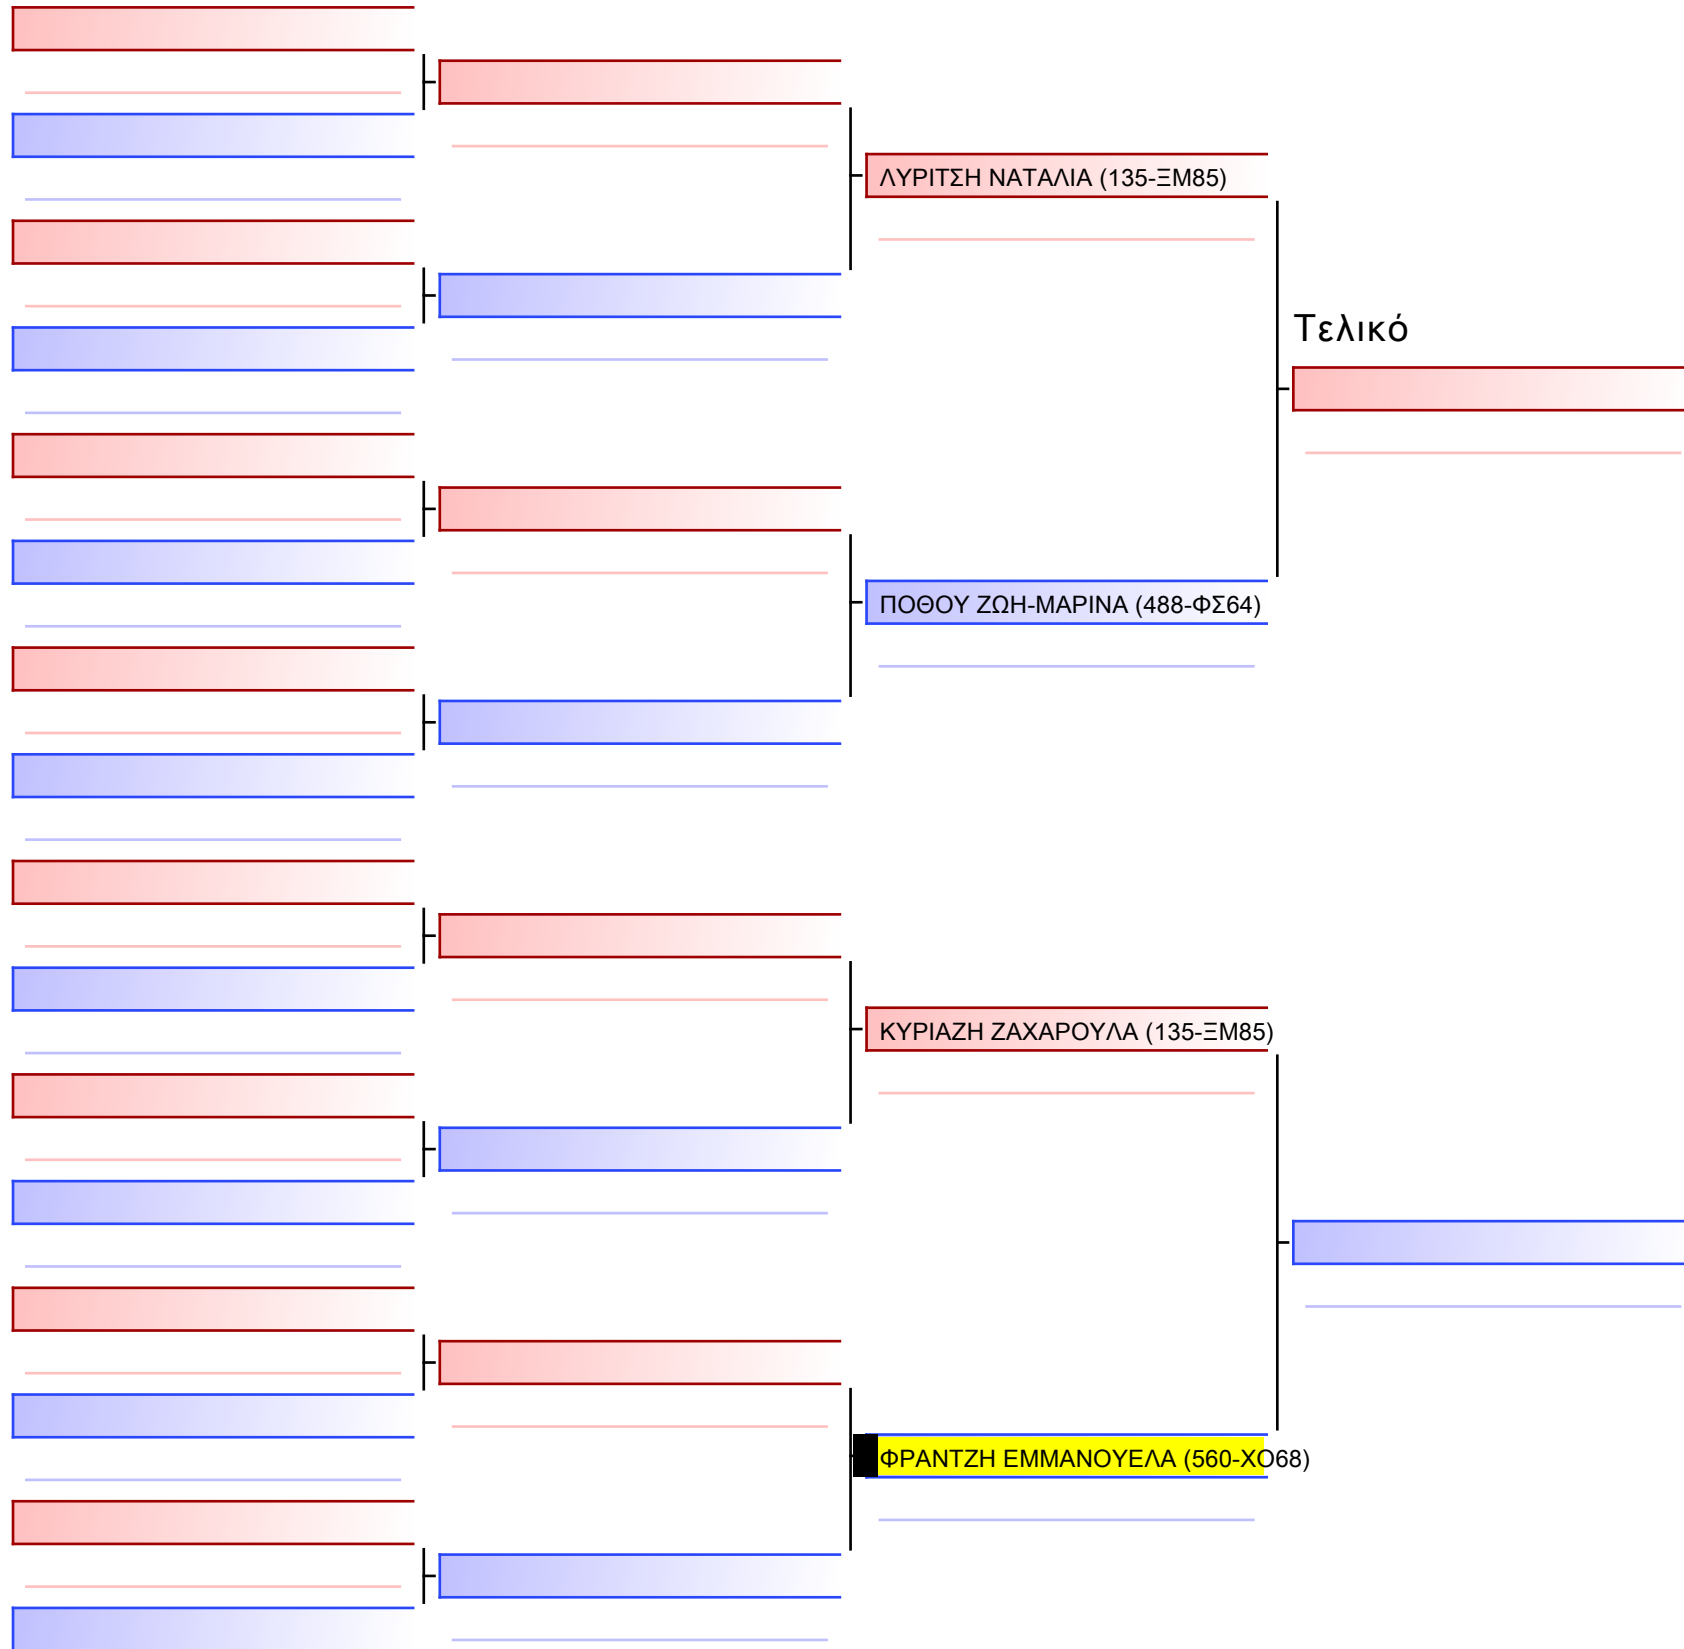 ΛΥΡΙΤΣΗ ΝΑΤΑΛΙΑ (135-ΞΜ85)
Τελικό
ΠΟΘΟΥ ΖΩΗ-ΜΑΡΙΝΑ (488-ΦΣ64)
ΚΥΡΙΑΖΗ ΖΑΧΑΡΟΥΛΑ (135-ΞΜ85)
ΦΡΑΝΤΖΗ ΕΜΜΑΝΟΥΕΛΑ (560-ΧΟ68)